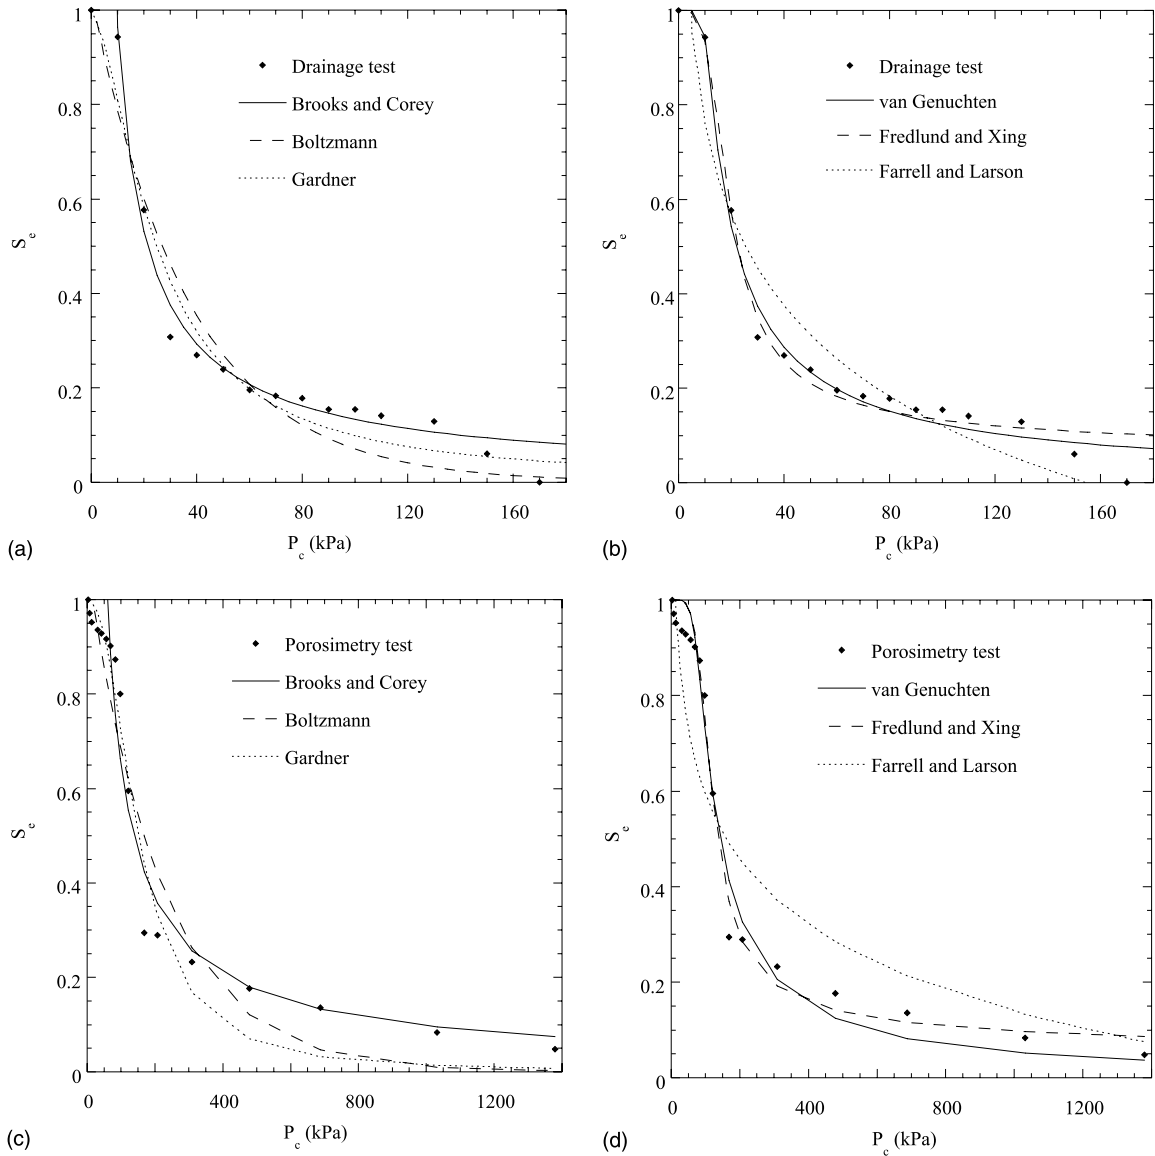 1
0.8
0.6
0.4
0.2
0
S e
Drainage test
Brooks and Corey
Boltzmann
Gardner
0 40 80 120 160
P c (kPa)
(a)
1
0.8
0.6
0.4
0.2
0
S e
Drainage test
van Genuchten
Fredlund and Xing
Farrell and Larson
0 40 80 120 160
P c (kPa)
(b)
1
0.8
0.6
0.4
0.2
0
S e
Porosimetry test
Brooks and Corey
Boltzmann
Gardner
0 400 800 1200
P c (kPa)
(c)
1
0.8
0.6
0.4
0.2
0
S e
Porosimetry test
van Genuchten
Fredlund and Xing
Farrell and Larson
0 400 800 1200
P c (kPa)
(d)